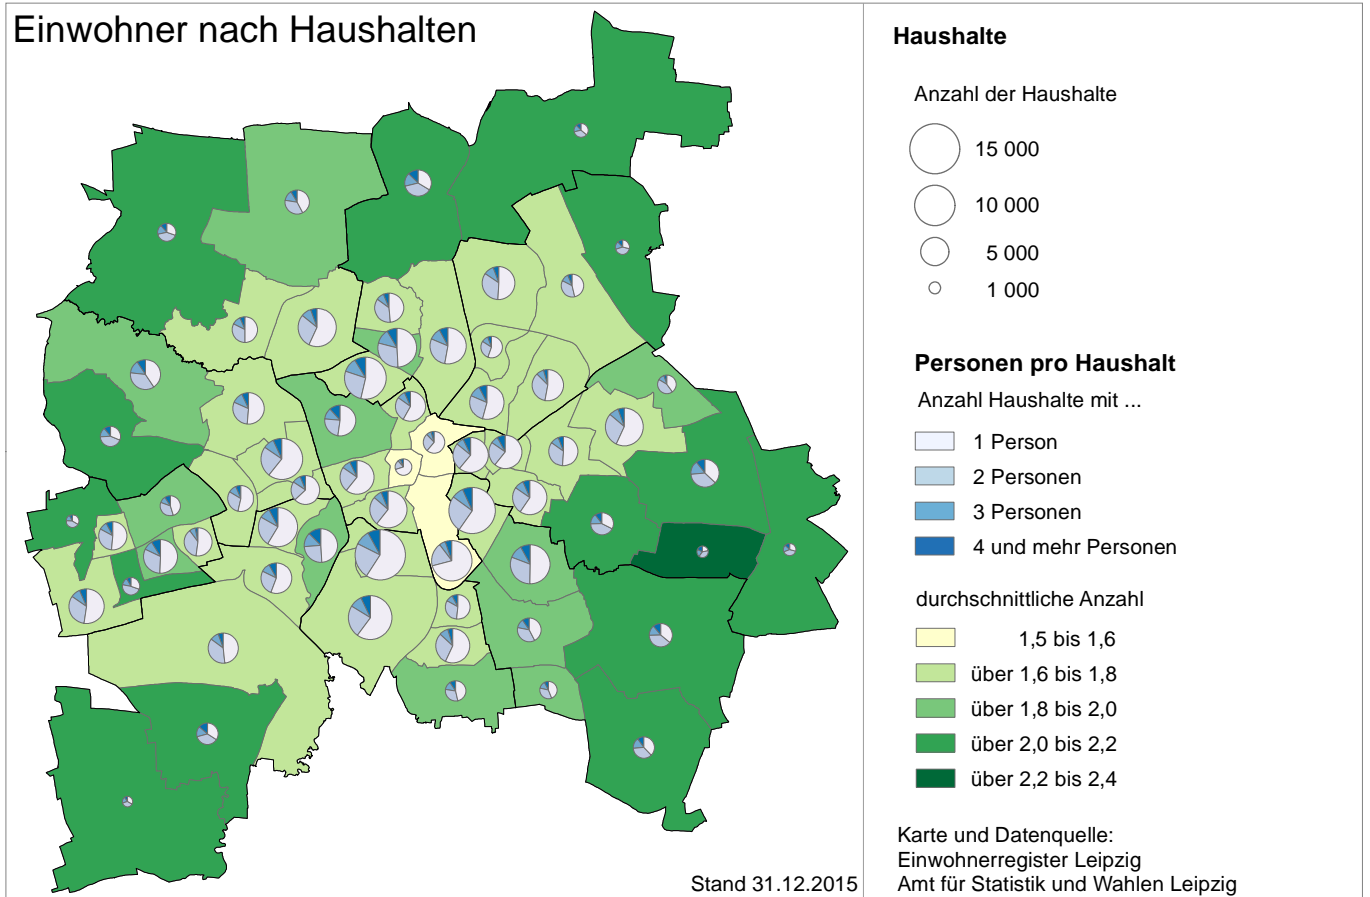 Einwohner nach Haushalten
Stand 31.12.2015
Haushalte
Anzahl der Haushalte
15 000
10 000
5 000
1 000
Personen pro Haushalt
Anzahl Haushalte mit ...
1 Person
2 Personen
3 Personen
4 und mehr Personen
durchschnittliche Anzahl
1,5 bis 1,6
über 1,6 bis 1,8
über 1,8 bis 2,0
über 2,0 bis 2,2
über 2,2 bis 2,4
Karte und Datenquelle:
Einwohnerregister Leipzig
Amt für Statistik und Wahlen Leipzig